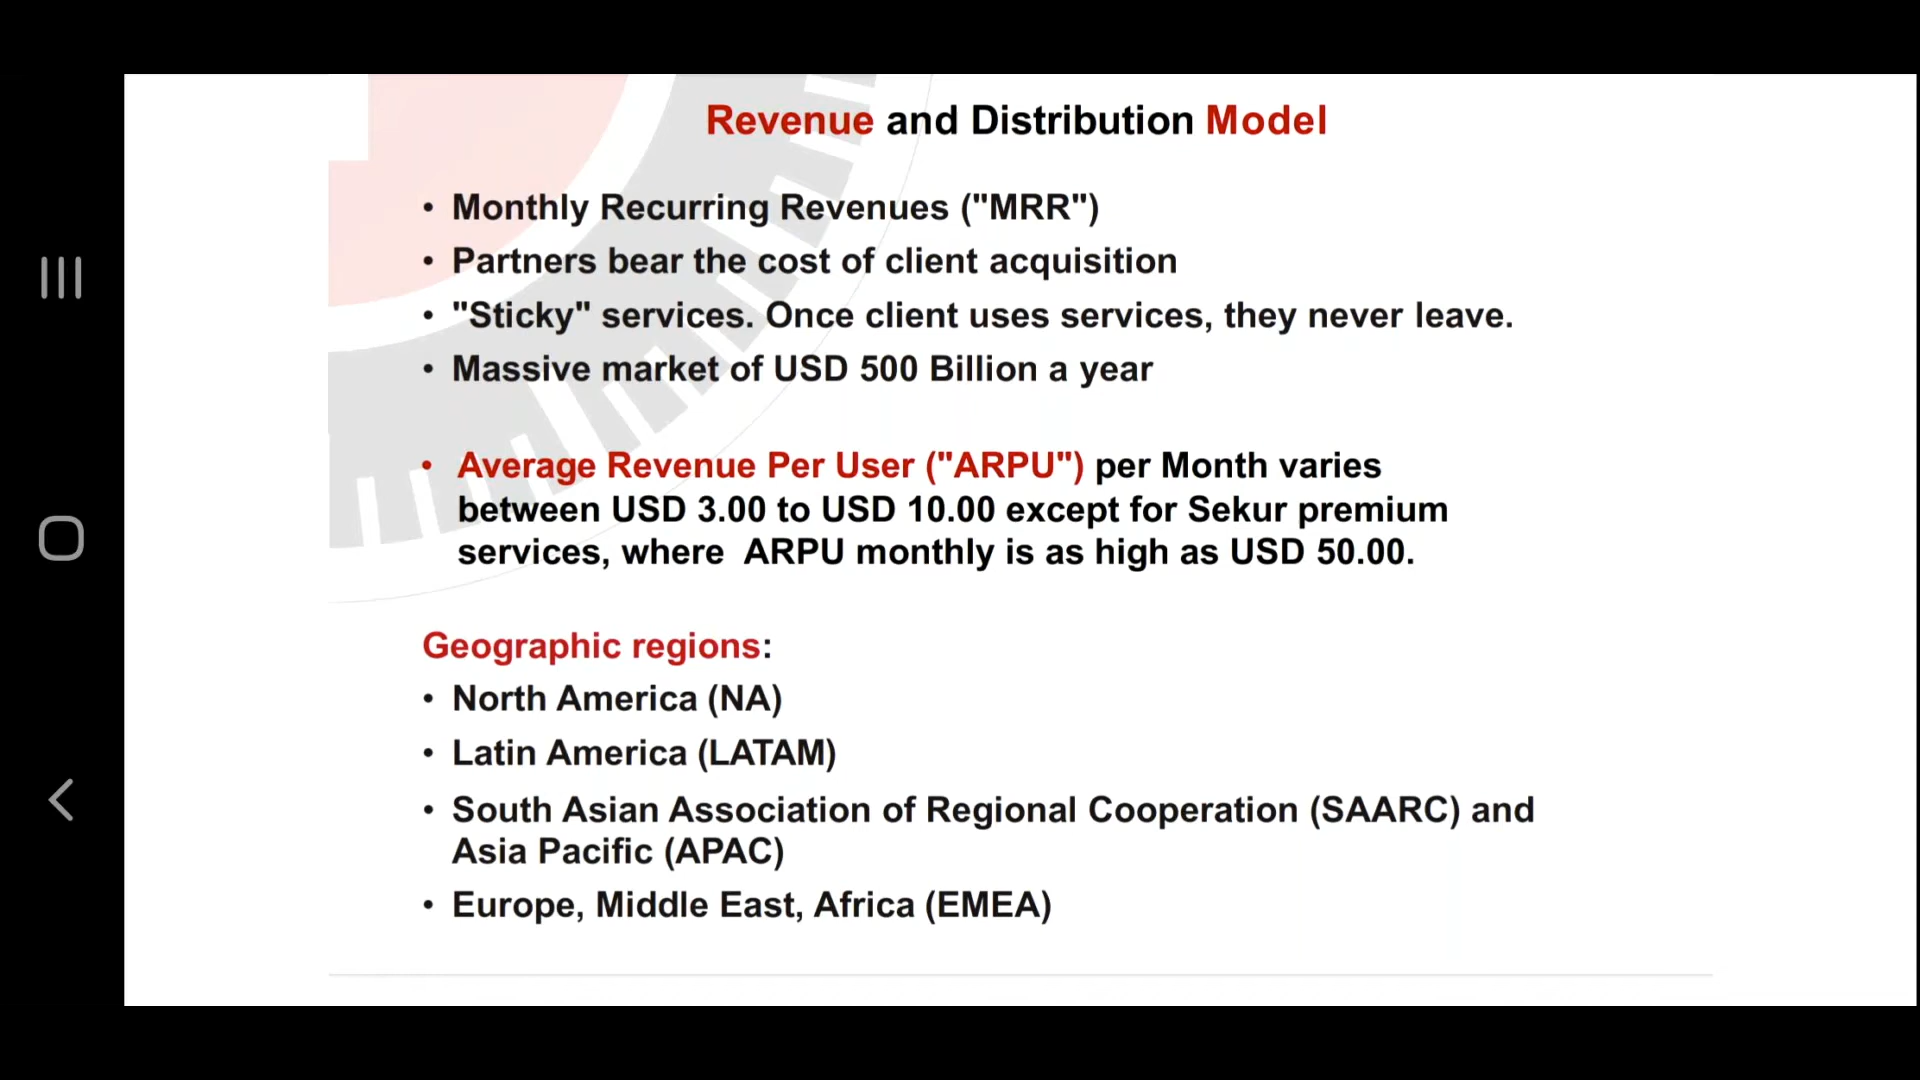 Revenue and Distribution Model
• Monthly Recurring Revenues ("MRR")
• Partners bear the cost of client acquisition
• "Sticky" services. Once client uses services, they never leave.
• Massive market of USD 500 Billion a year
• Average Revenue Per User ("ARPU") per Month varies
between USD 3.00 to USD 10.00 except for Sekur premium
services, where ARPU monthly is as high as USD 50.00.
Geographic regions:
• North America (NA)
• Latin America (LATAM)
• South Asian Association of Regional Cooperation (SAARC) and
Asia Pacific (APAC)
• Europe, Middle East, Africa (EMEA)